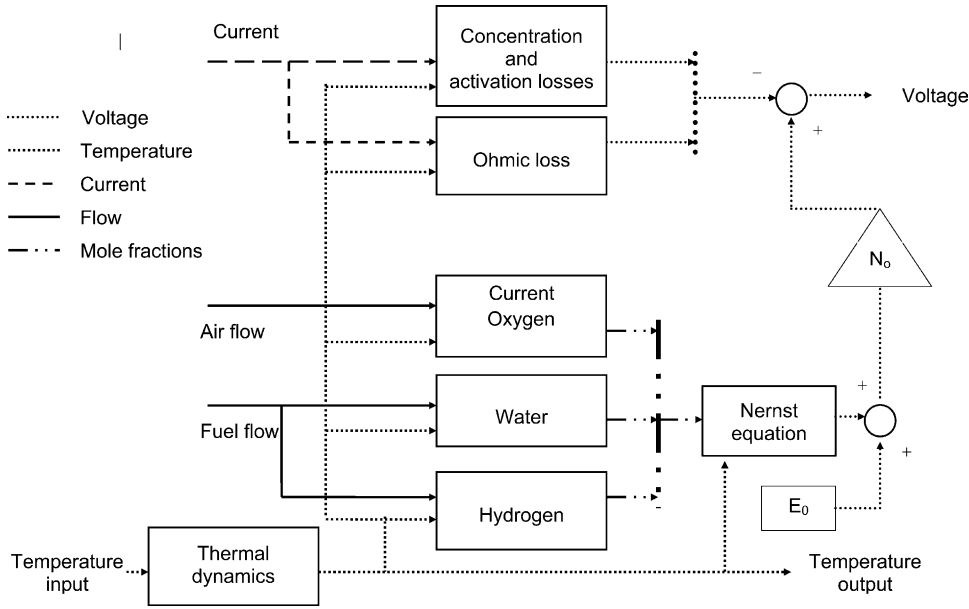 Current
Concentration
and
activation losses
−
Voltage
+
Voltage
Temperature
Current
Flow
Mole fractions
Ohmic loss
N₀
Current
Oxygen
Air flow
Water
Fuel flow
Nernst
equation
+
+
E₀
Hydrogen
Temperature
input
Thermal
dynamics
Temperature
output